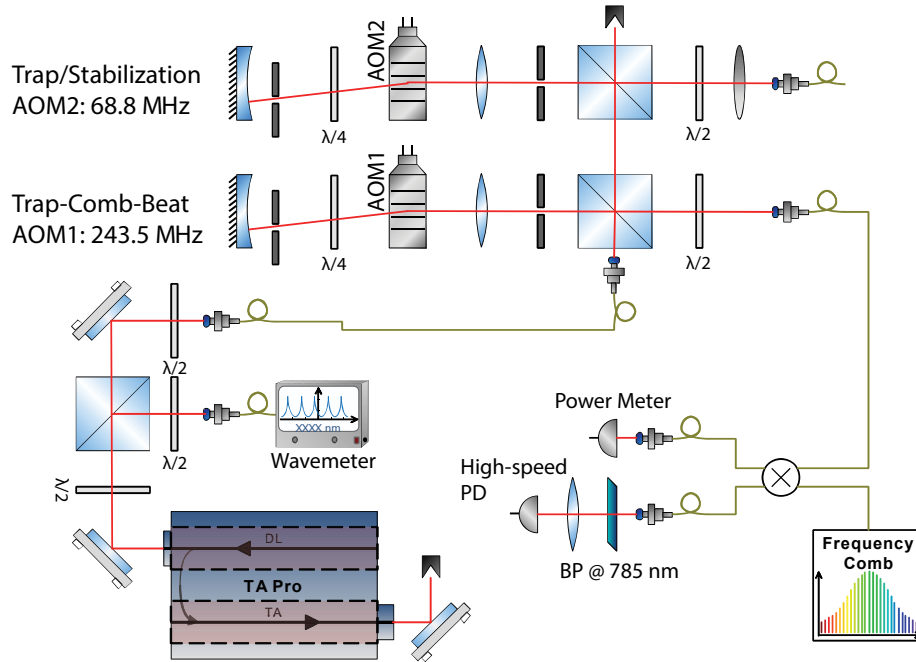 Trap/Stabilization
AOM2: 68.8 MHz
AOM2
λ/4
λ/2
Trap-Comb-Beat
AOM1: 243.5 MHz
AOM1
λ/4
λ/2
λ/2
λ/2
XXXX nm
Wavemeter
λ/2
Power Meter
High-speed
PD
BP @ 785 nm
DL
TA Pro
TA
Frequency
Comb